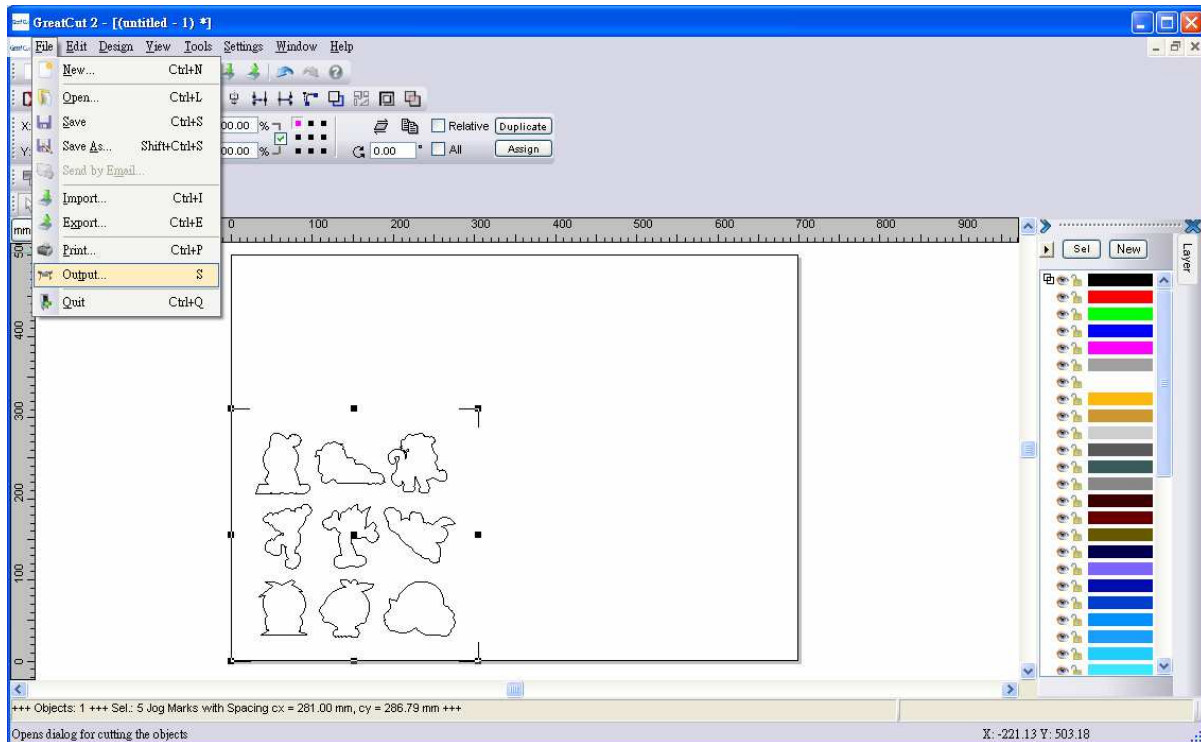 GreatCut 2 - [(untitled - 1) *]
File Edit Design View Tools Settings Window Help
New... Ctrl+N
Open... Ctrl+L
Save Ctrl+S
Save As... Shift+Ctrl+S
Send by Email...
Import... Ctrl+I
Export... Ctrl+E
Print... Ctrl+P
Output... S
Quit Ctrl+Q
X: 00.00 % Relative Duplicate
Y: 00.00 % 0.00 ° All Assign
mm 0 100 200 300 400 500 600 700 800 900
400
300
200
100
0
Sel New
Layer
+++ Objects: 1 +++ Sel.: 5 Jog Marks with Spacing cx = 281.00 mm, cy = 286.79 mm +++
Opens dialog for cutting the objects X: -221.13 Y: 503.18